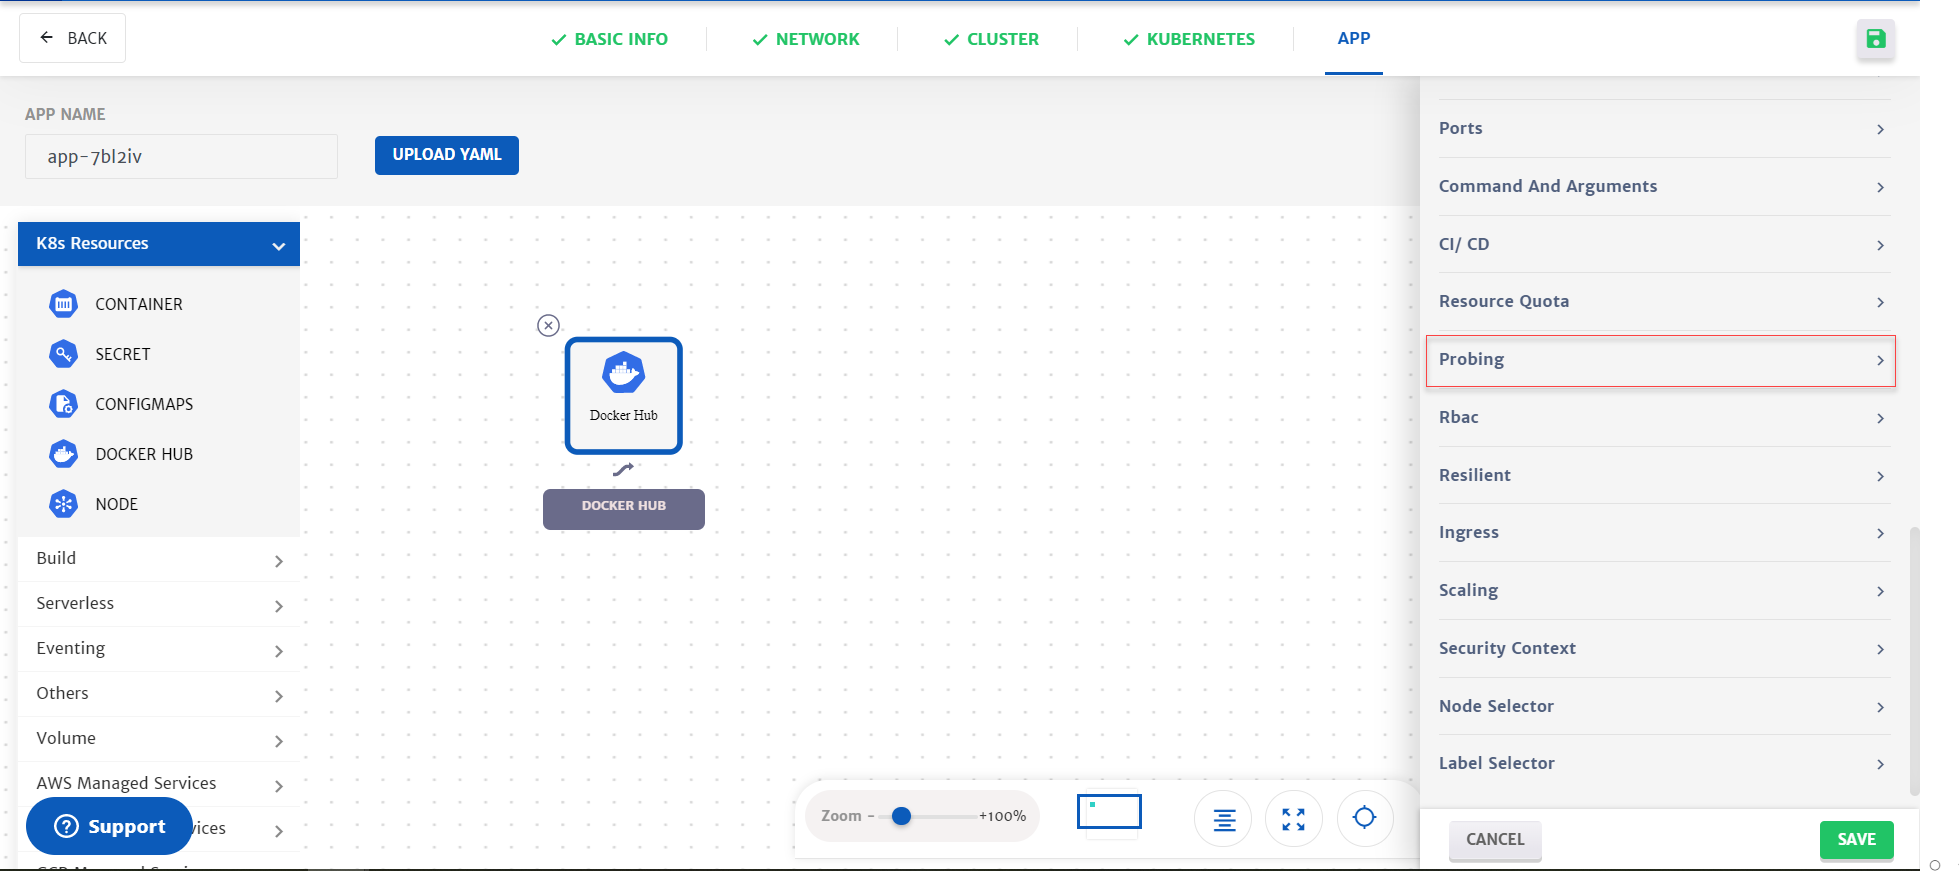 BACK
BASIC INFO
NETWORK
CLUSTER
KUBERNETES
APP
APP NAME
app-7bl2iv
UPLOAD YAML
K8s Resources
CONTAINER
SECRET
CONFIGMAPS
DOCKER HUB
NODE
Build
Serverless
Eventing
Others
Volume
AWS Managed Services
vices
Support
Docker Hub
DOCKER HUB
Zoom - +100%
Ports
Command And Arguments
CI/ CD
Resource Quota
Probing
Rbac
Resilient
Ingress
Scaling
Security Context
Node Selector
Label Selector
CANCEL
SAVE